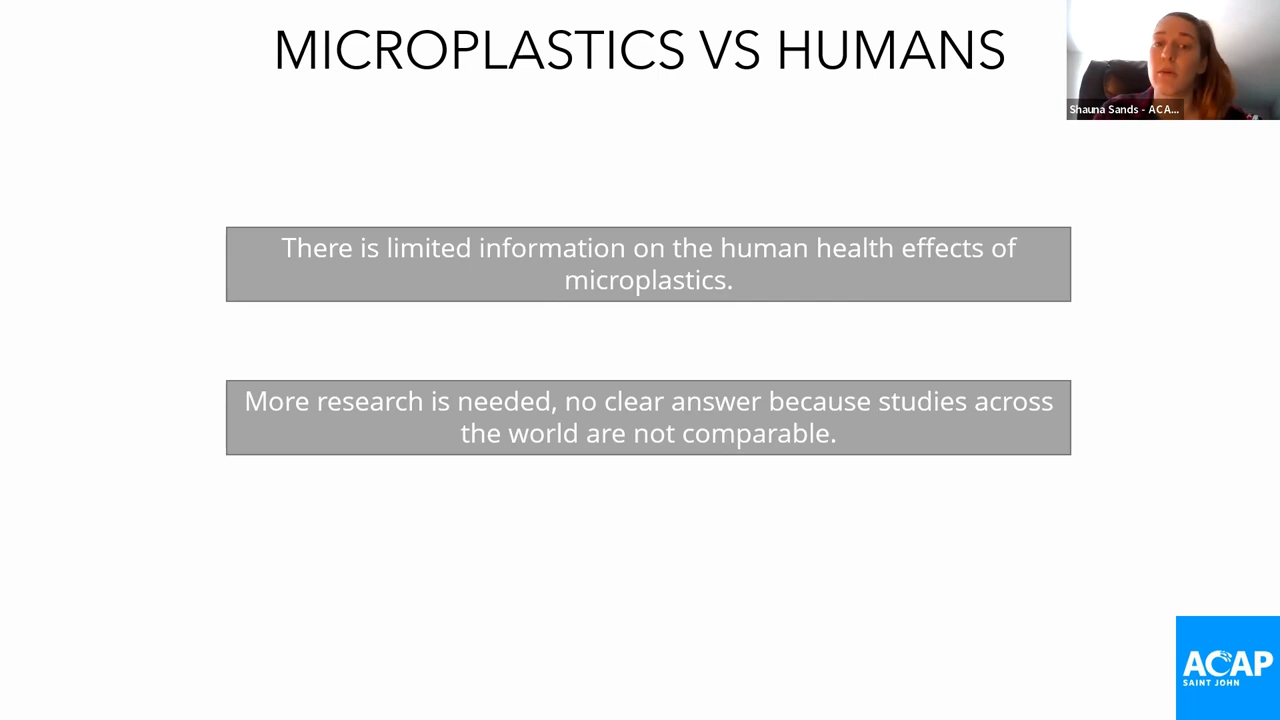 MICROPLASTICS VS HUMANS
Shauna Sands - ACA...
There is limited information on the human health effects of
microplastics.
More research is needed, no clear answer because studies across
the world are not comparable.
ACAP
SAINT JOHN